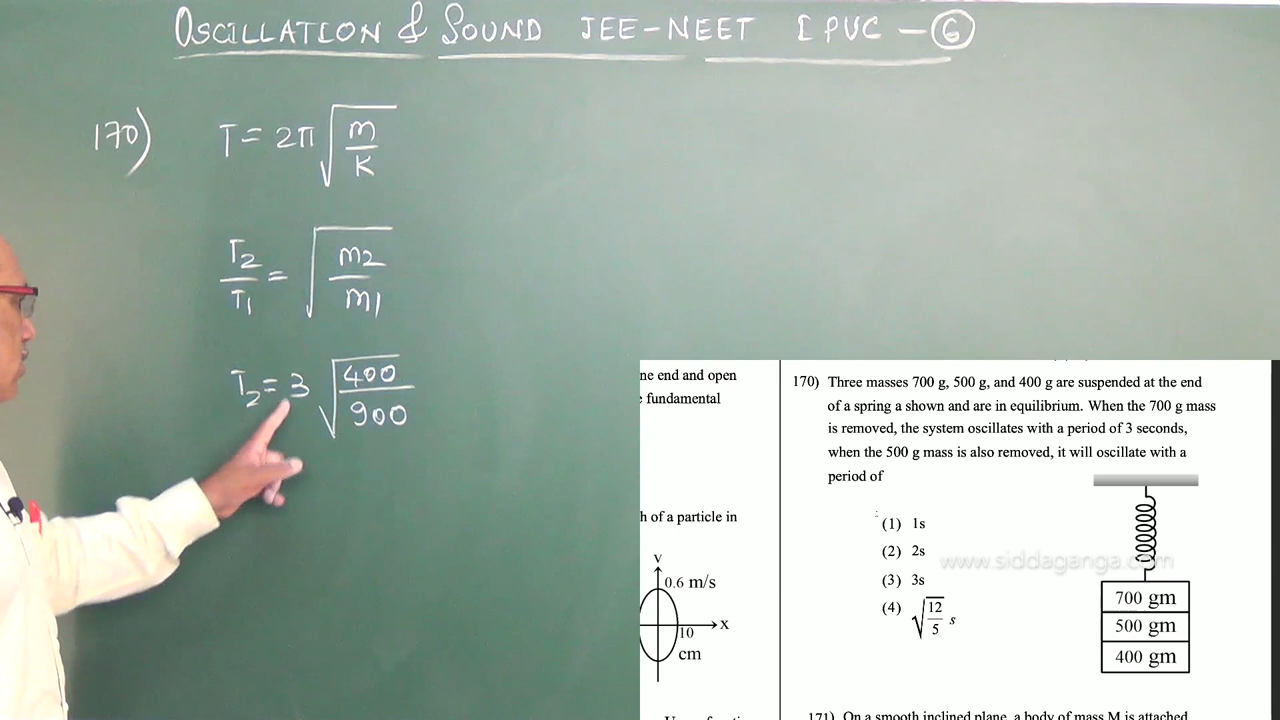 OSCILLATION & SOUND JEE-NEET I PUC - 6
170) T = 2π √(m/K)
T2/T1 = √(m2/m1)
T2 = 3 √(400/900)
ne end and open
fundamental
h of a particle in
v
0.6 m/s
x
10
cm
170) Three masses 700 g, 500 g, and 400 g are suspended at the end
of a spring a shown and are in equilibrium. When the 700 g mass
is removed, the system oscillates with a period of 3 seconds,
when the 500 g mass is also removed, it will oscillate with a
period of
(1) 1s
(2) 2s
(3) 3s
(4) √(12/5) s
www.siddaganga.com
700 gm
500 gm
400 gm
171) On a smooth inclined plane, a body of mass M is attached